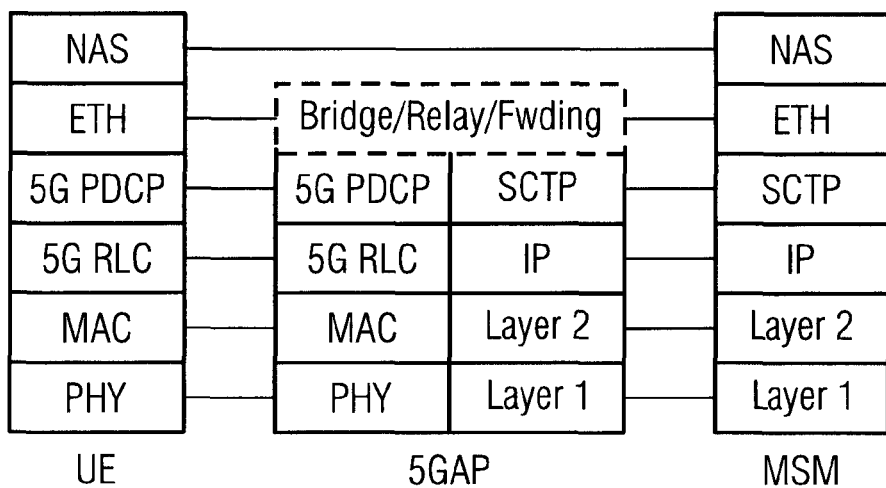 NAS NAS
ETH Bridge/Relay/Fwding ETH
5G PDCP 5G PDCP SCTP SCTP
5G RLC 5G RLC IP IP
MAC MAC Layer 2 Layer 2
PHY PHY Layer 1 Layer 1
UE 5GAP MSM